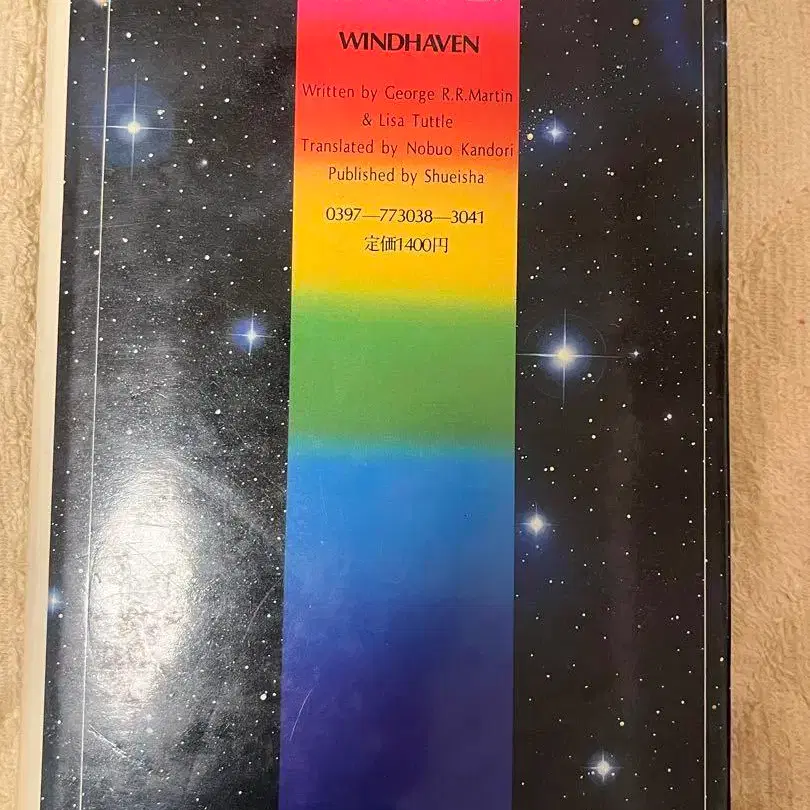 WINDHAVEN
Written by George R.R.Martin
& Lisa Tuttle
Translated by Nobuo Kandori
Published by Shueisha
0397—773038—3041
定価1400円